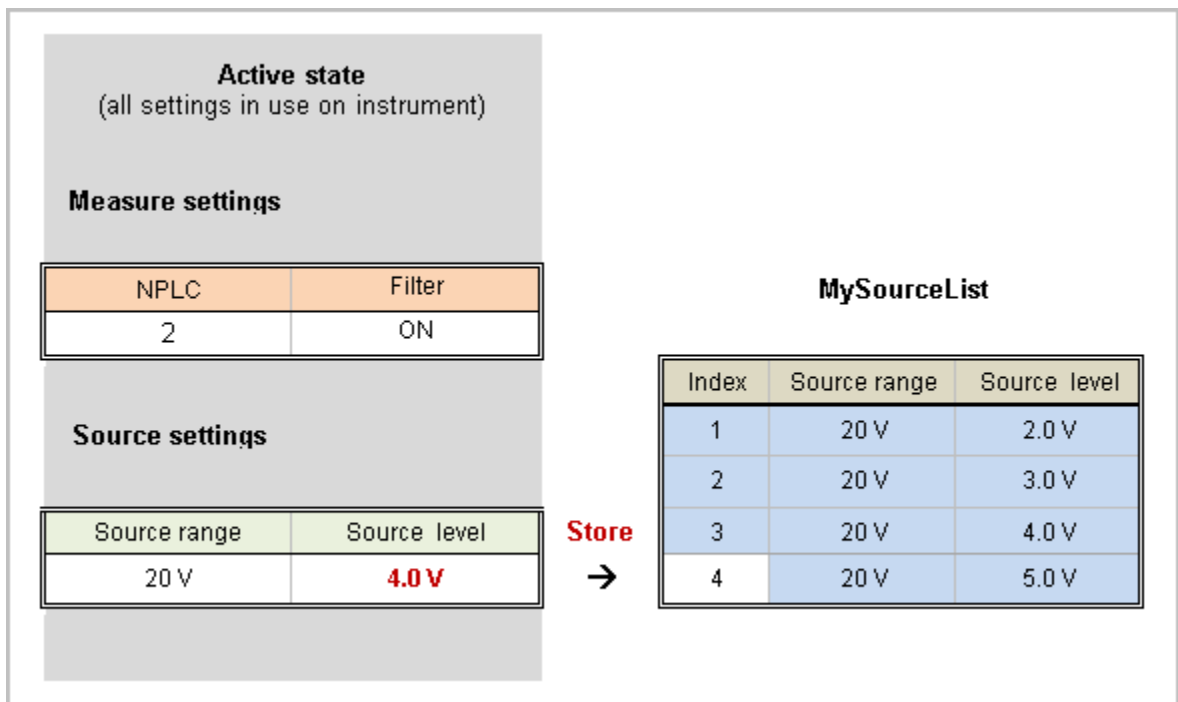 Active state
(all settings in use on instrument)
Measure settings
NPLC Filter
2 ON
Source settings
Source range Source level
20 V 4.0 V
Store
→
MySourceList
Index Source range Source level
1 20 V 2.0 V
2 20 V 3.0 V
3 20 V 4.0 V
4 20 V 5.0 V